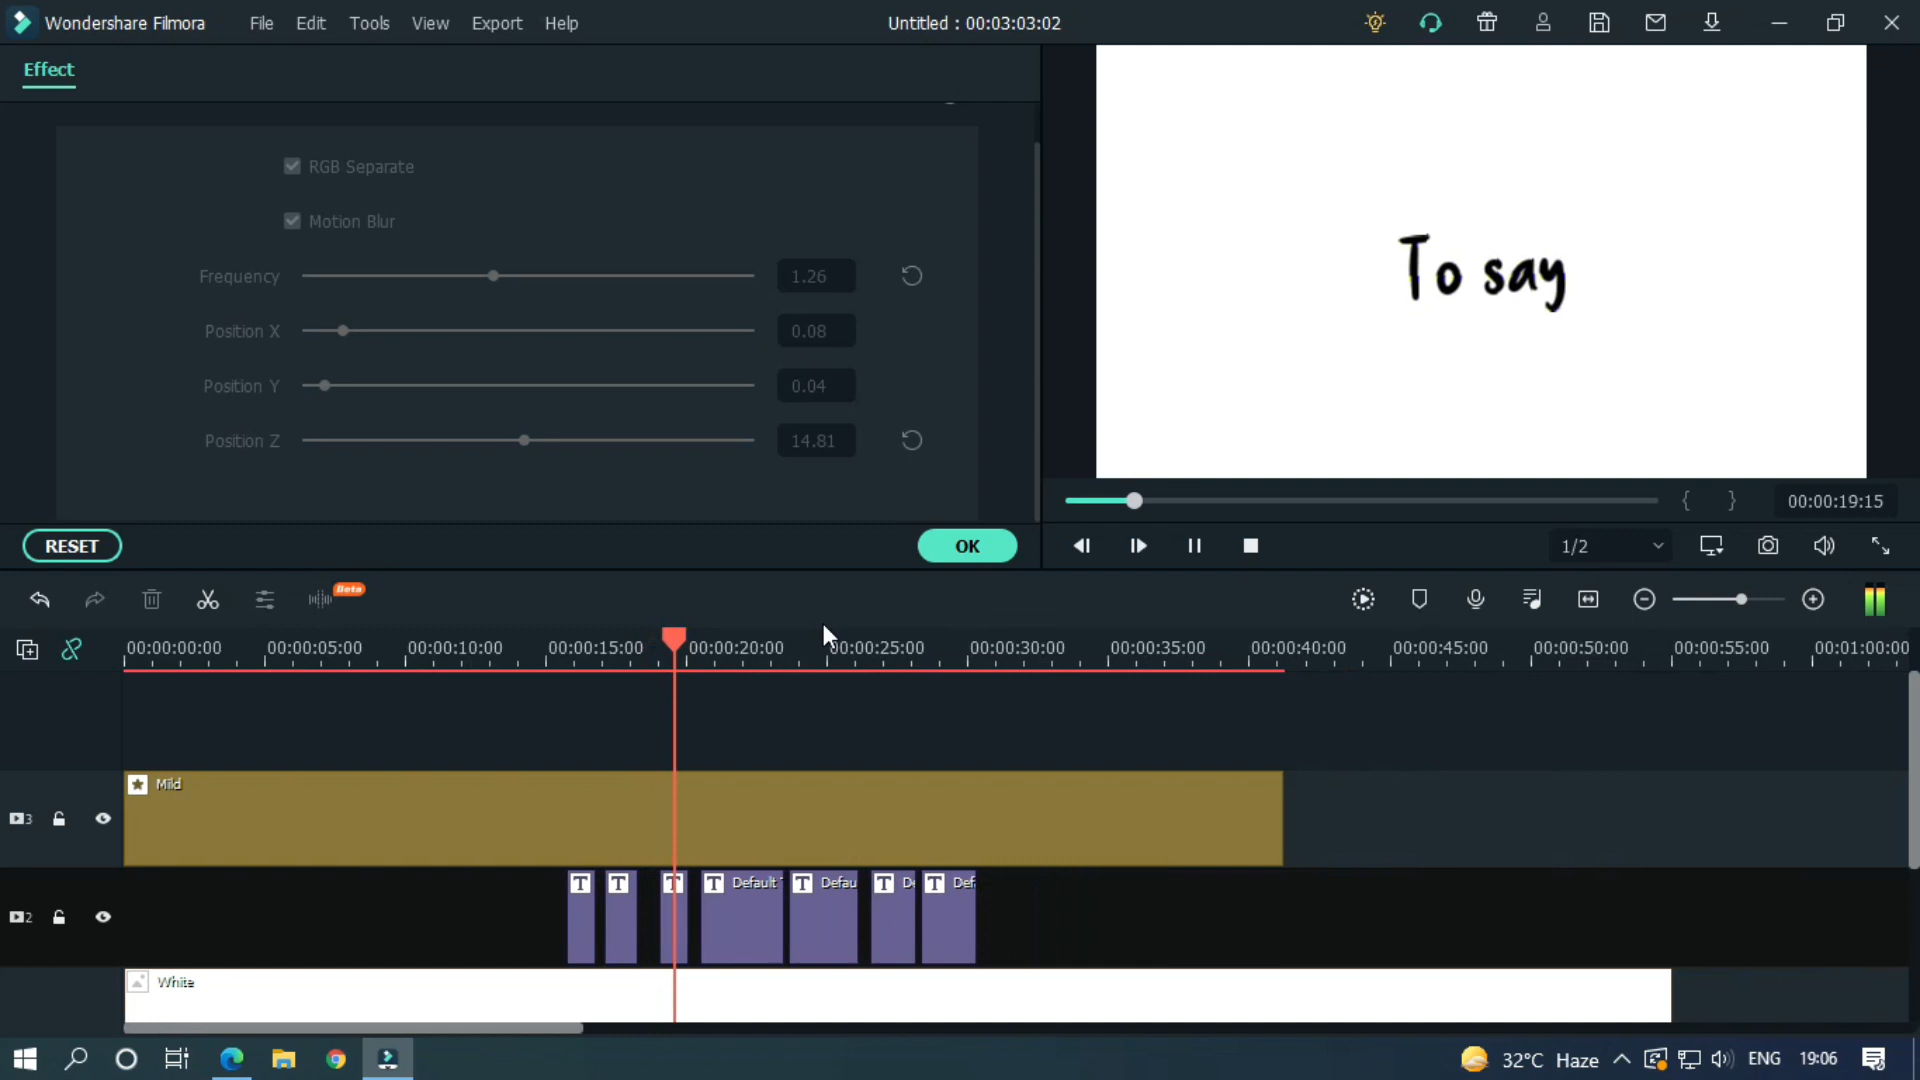 Wondershare Filmora File Edit Tools View Export Help Untitled : 00:03:03:02
Effect
RGB Separate
Motion Blur
Frequency 1.26
Position X 0.08
Position Y 0.04
Position Z 14.81
To say
00:00:19:15
RESET OK
1/2
Beta
00:00:00:00 00:00:05:00 00:00:10:00 00:00:15:00 00:00:20:00 00:00:25:00 00:00:30:00 00:00:35:00 00:00:40:00 00:00:45:00 00:00:50:00 00:00:55:00 00:01:00:00
Mild
3
T T T T Default T T Defau T De T Def
2
White
32°C Haze ENG 19:06